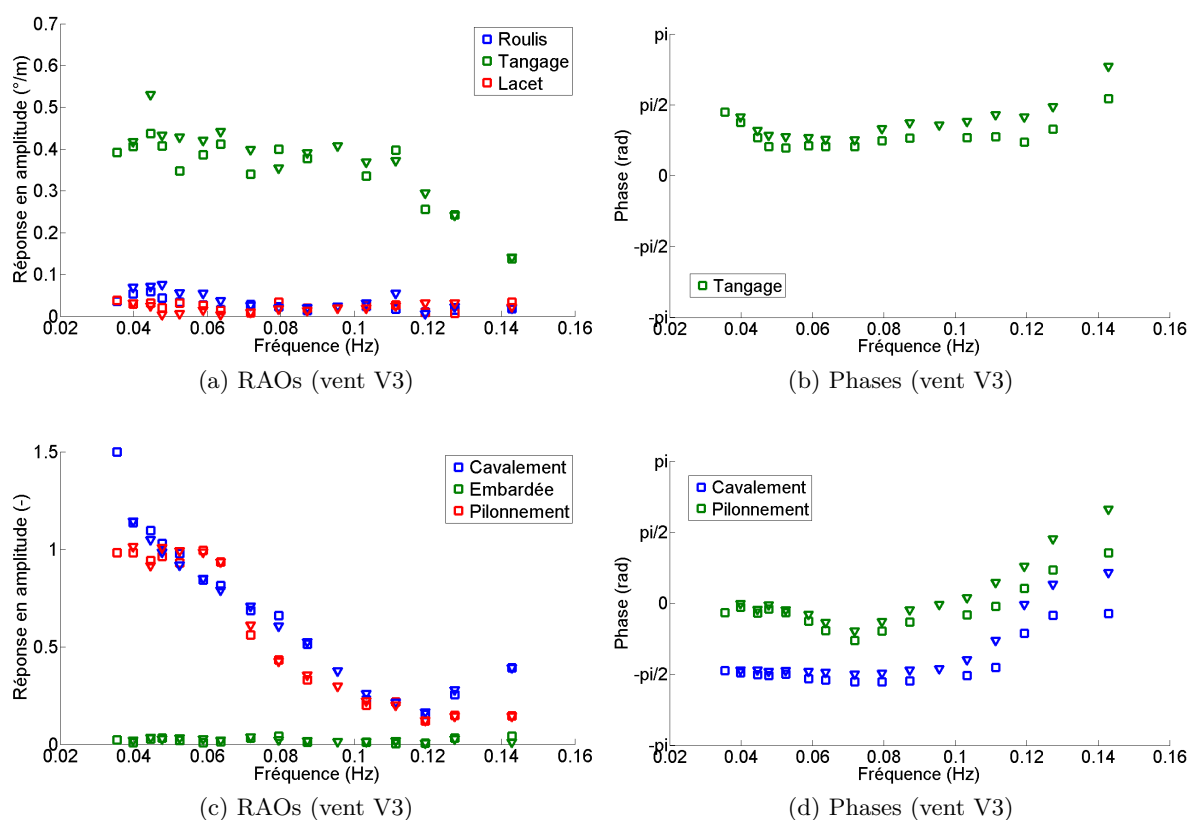 0.7
0.6
0.5
0.4
0.3
0.2
0.1
0
Réponse en amplitude (°/m)
Roulis
Tangage
Lacet
0.02 0.04 0.06 0.08 0.1 0.12 0.14 0.16
Fréquence (Hz)
(a) RAOs (vent V3)
pi
pi/2
0
-pi/2
-pi
Phase (rad)
Tangage
0.02 0.04 0.06 0.08 0.1 0.12 0.14 0.16
Fréquence (Hz)
(b) Phases (vent V3)
1.5
1
0.5
0
Réponse en amplitude (-)
Cavalement
Embardée
Pilonnement
0.02 0.04 0.06 0.08 0.1 0.12 0.14 0.16
Fréquence (Hz)
(c) RAOs (vent V3)
pi
pi/2
0
-pi/2
-pi
Phase (rad)
Cavalement
Pilonnement
0.02 0.04 0.06 0.08 0.1 0.12 0.14 0.16
Fréquence (Hz)
(d) Phases (vent V3)